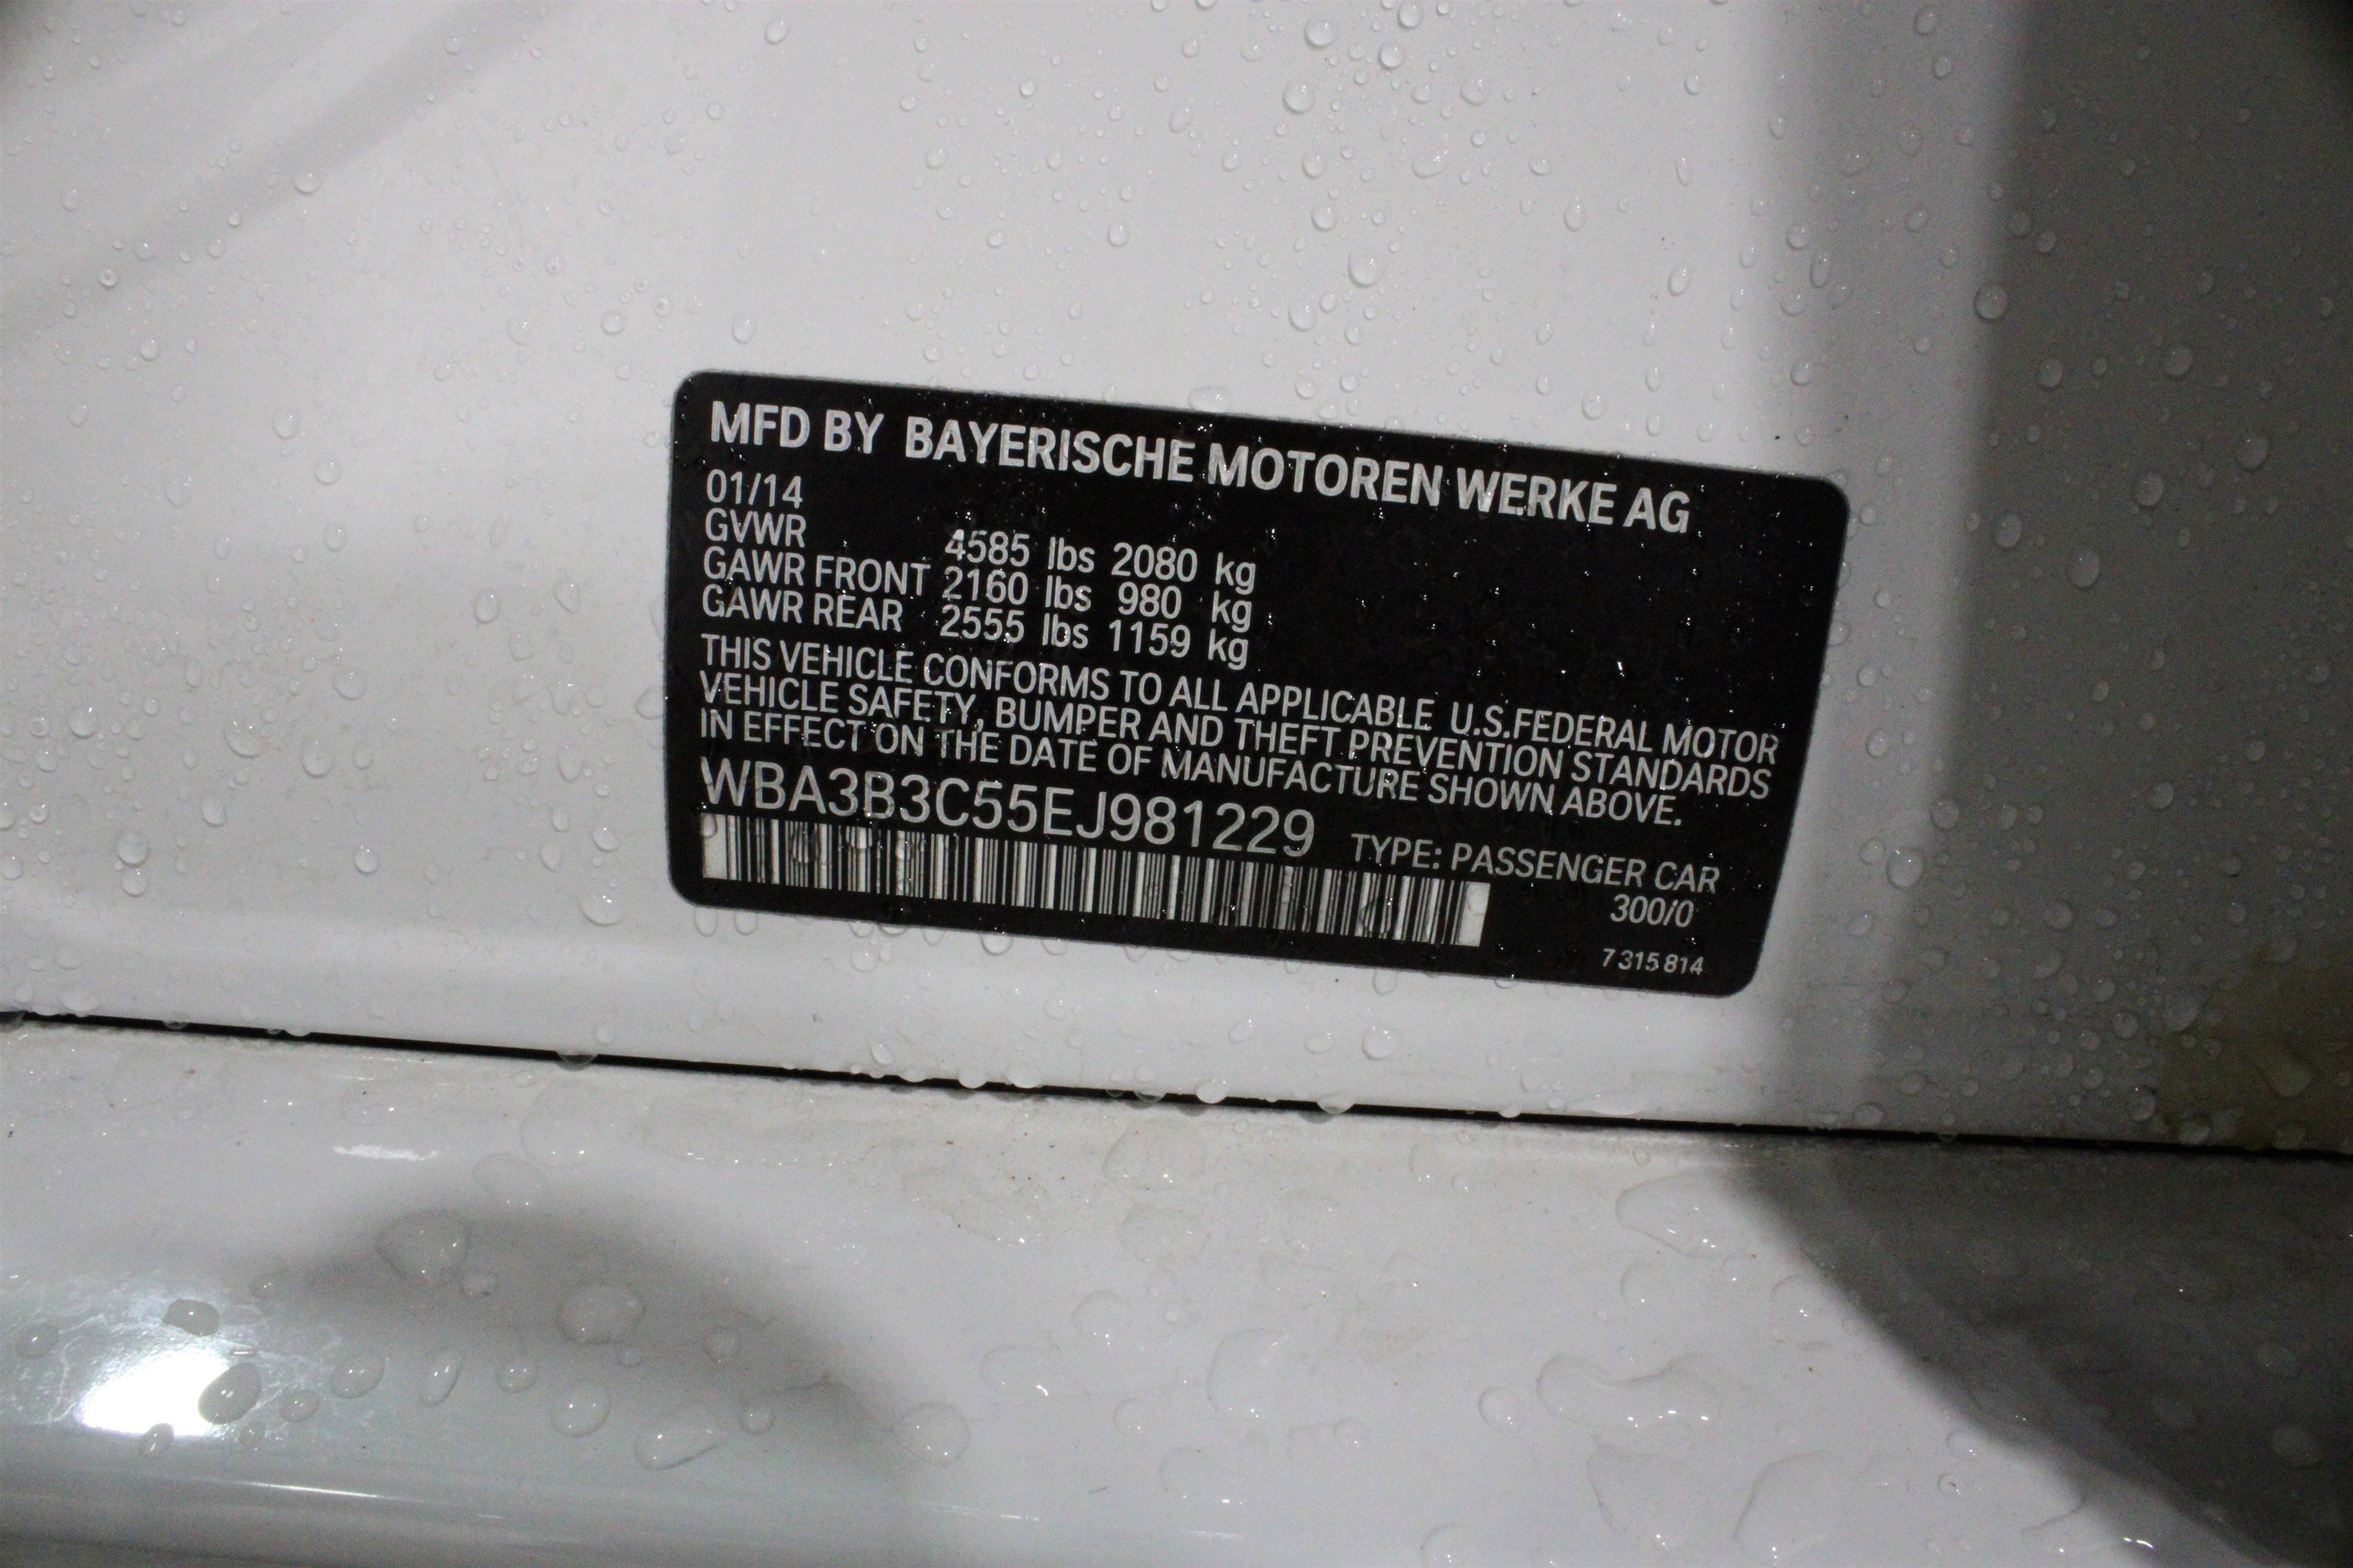 MFD BY BAYERISCHE MOTOREN WERKE AG
01/14
GVWR 4585 lbs 2080 kg
GAWR FRONT 2160 lbs 980 kg
GAWR REAR 2555 lbs 1159 kg
THIS VEHICLE CONFORMS TO ALL APPLICABLE U.S.FEDERAL MOTOR
VEHICLE SAFETY, BUMPER AND THEFT PREVENTION STANDARDS
IN EFFECT ON THE DATE OF MANUFACTURE SHOWN ABOVE.
WBA3B3C55EJ981229 TYPE: PASSENGER CAR
300/0
7 315 814